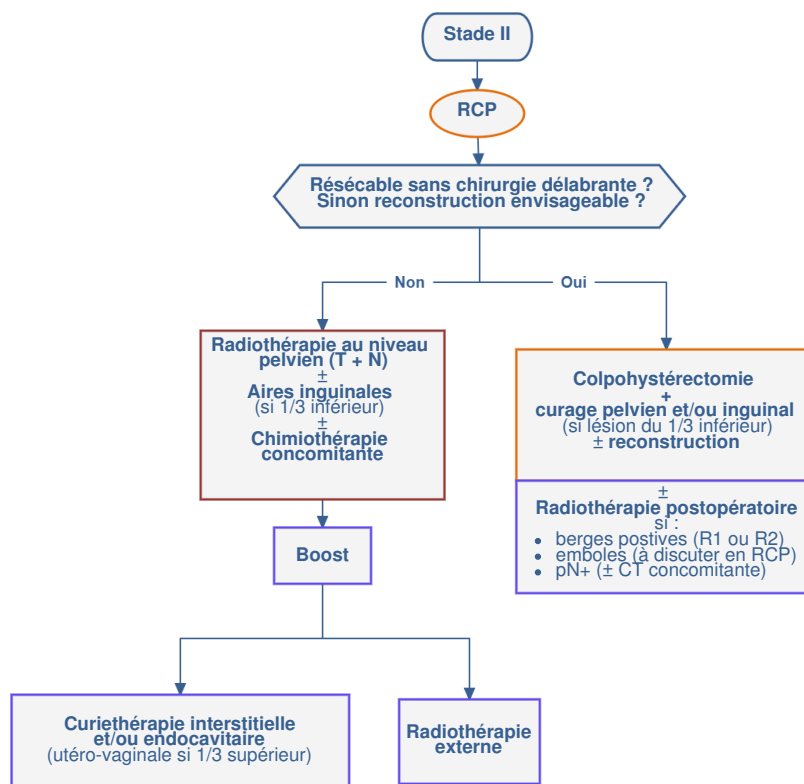 Stade II
RCP
Résécable sans chirurgie délabrante ?
Sinon reconstruction envisageable ?
Non
Oui
Radiothérapie au niveau
pelvien (T + N)
±
Aires inguinales
(si 1/3 inférieur)
±
Chimiothérapie
concomitante
Colpohystérectomie
+
curage pelvien et/ou inguinal
(si lésion du 1/3 inférieur)
± reconstruction
±
Radiothérapie postopératoire
si :
• berges postives (R1 ou R2)
• emboles (à discuter en RCP)
• pN+ (± CT concomitante)
Boost
Curiethérapie interstitielle
et/ou endocavitaire
(utéro-vaginale si 1/3 supérieur)
Radiothérapie
externe